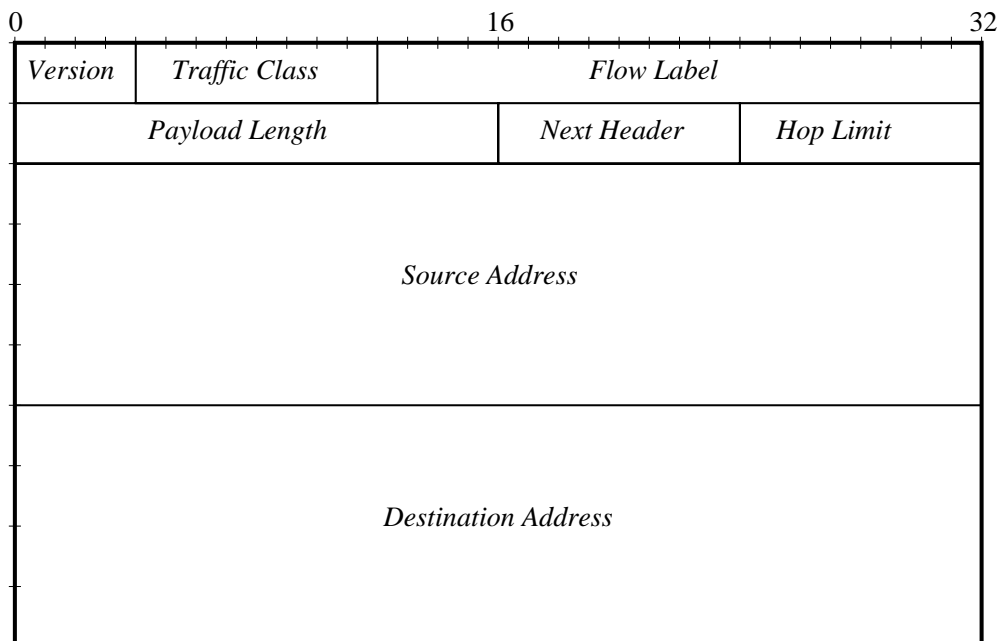 0 16 32
Version Traffic Class Flow Label
Payload Length Next Header Hop Limit
Source Address
Destination Address